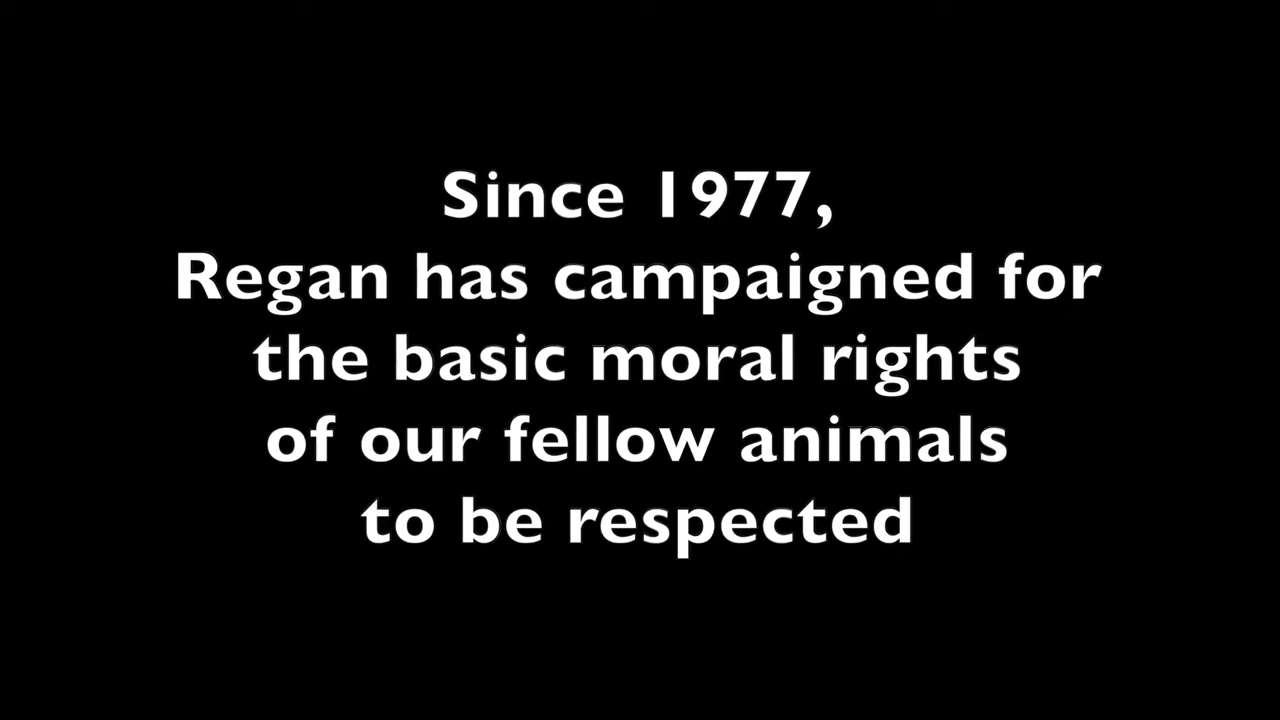 Since 1977,
Regan has campaigned for
the basic moral rights
of our fellow animals
to be respected